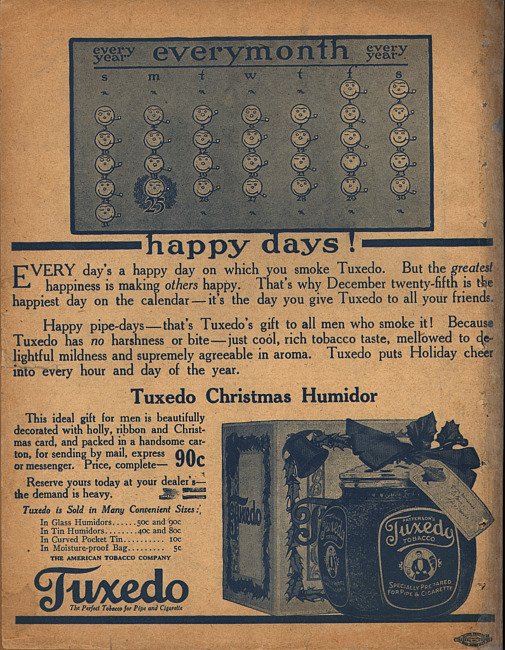 every year everymonth every year
s m t w t f s
25 26 27 28 29 30
31
happy days!
EVERY day's a happy day on which you smoke Tuxedo. But the greatest
happiness is making others happy. That's why December twenty-fifth is the
happiest day on the calendar—it's the day you give Tuxedo to all your friends.
Happy pipe-days—that's Tuxedo's gift to all men who smoke it! Because
Tuxedo has no harshness or bite—just cool, rich tobacco taste, mellowed to de-
lightful mildness and supremely agreeable in aroma. Tuxedo puts Holiday cheer
into every hour and day of the year.
Tuxedo Christmas Humidor
This ideal gift for men is beautifully
decorated with holly, ribbon and Christ-
mas card, and packed in a handsome car-
ton, for sending by mail, express
or messenger. Price, complete— 90c
Reserve yours today at your dealer's—
the demand is heavy.
Tuxedo is Sold in Many Convenient Sizes:
In Glass Humidors......50c and 90c
In Tin Humidors........40c and 80c
In Curved Pocket Tin.......... 10c
In Moisture-proof Bag......... 5c
THE AMERICAN TOBACCO COMPANY
Tuxedo
The Perfect Tobacco for Pipe and Cigarette
Tuxedo
PATTERSON'S
Tuxedo
TOBACCO
SPECIALLY PREPARED
FOR PIPE & CIGARETTE